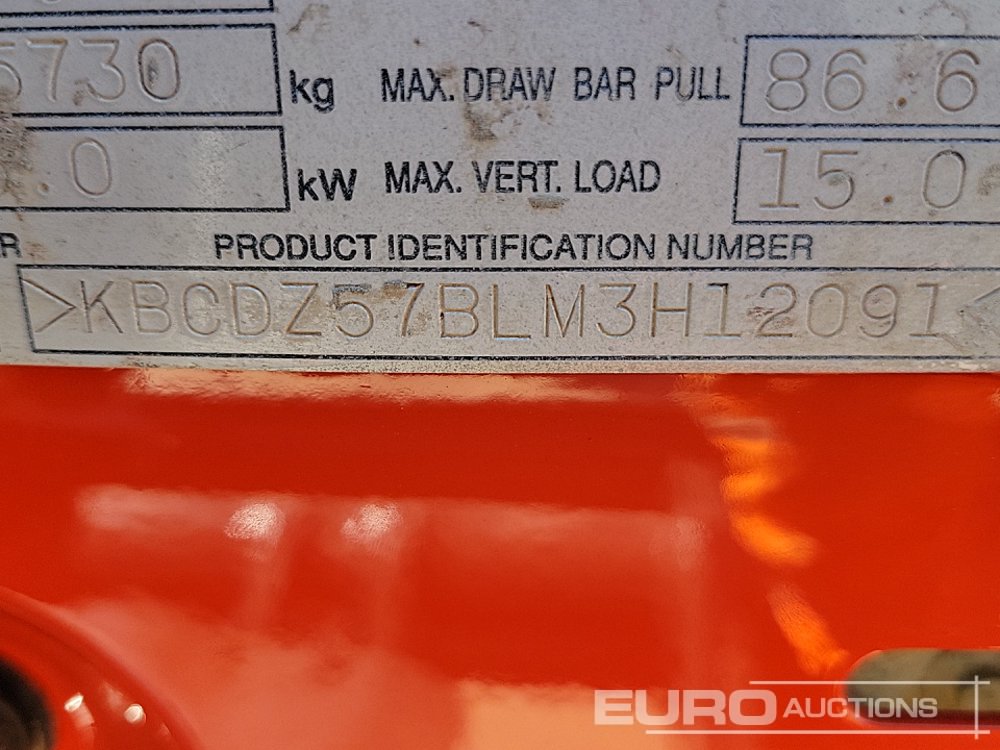 5730 kg MAX. DRAW BAR PULL 86.6
.0 kW MAX. VERT. LOAD 15.0
R PRODUCT IDENTIFICATION NUMBER
>KBCDZ57BLM3H12091<
EURO AUCTIONS